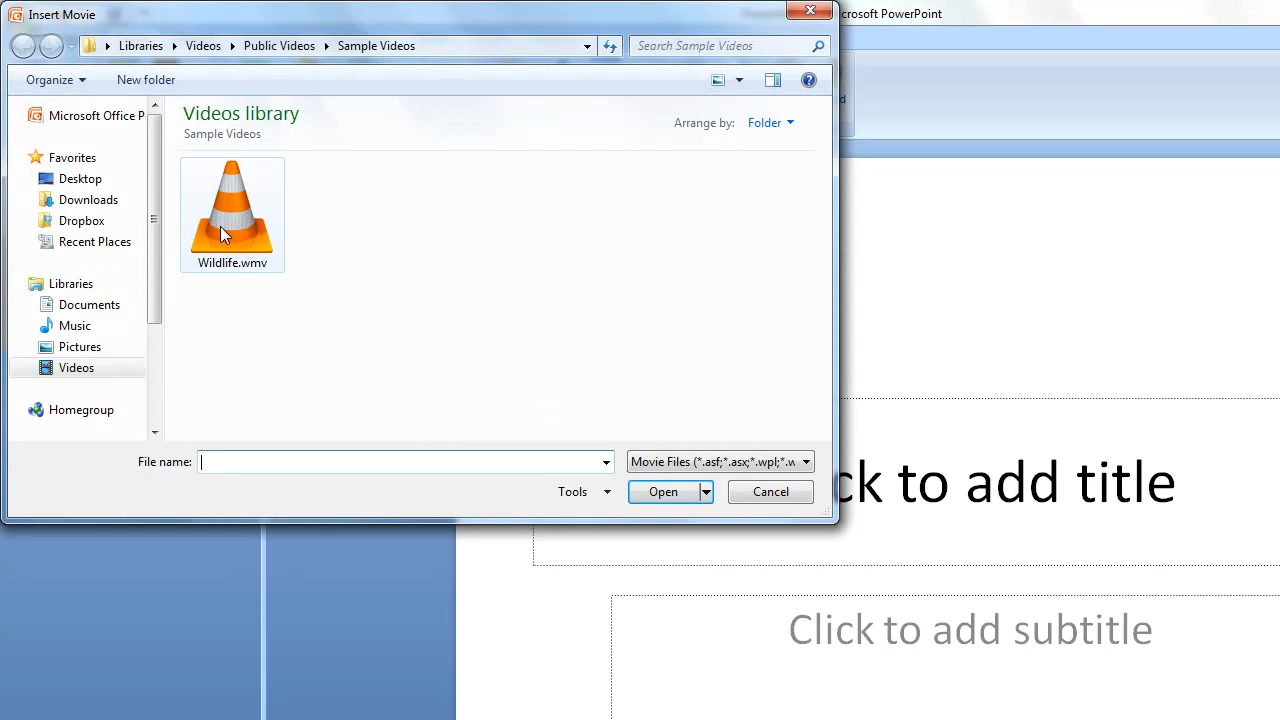 Insert Movie
crosoft PowerPoint
Libraries Videos Public Videos Sample Videos
Search Sample Videos
Organize New folder
Videos library
Sample Videos
Arrange by: Folder
Microsoft Office P
Favorites
Desktop
Downloads
Dropbox
Recent Places
Libraries
Documents
Music
Pictures
Videos
Homegroup
Wildlife.wmv
File name:
Movie Files (*.asf;*.asx;*.wpl;*.w
Tools Open Cancel
ck to add title
Click to add subtitle